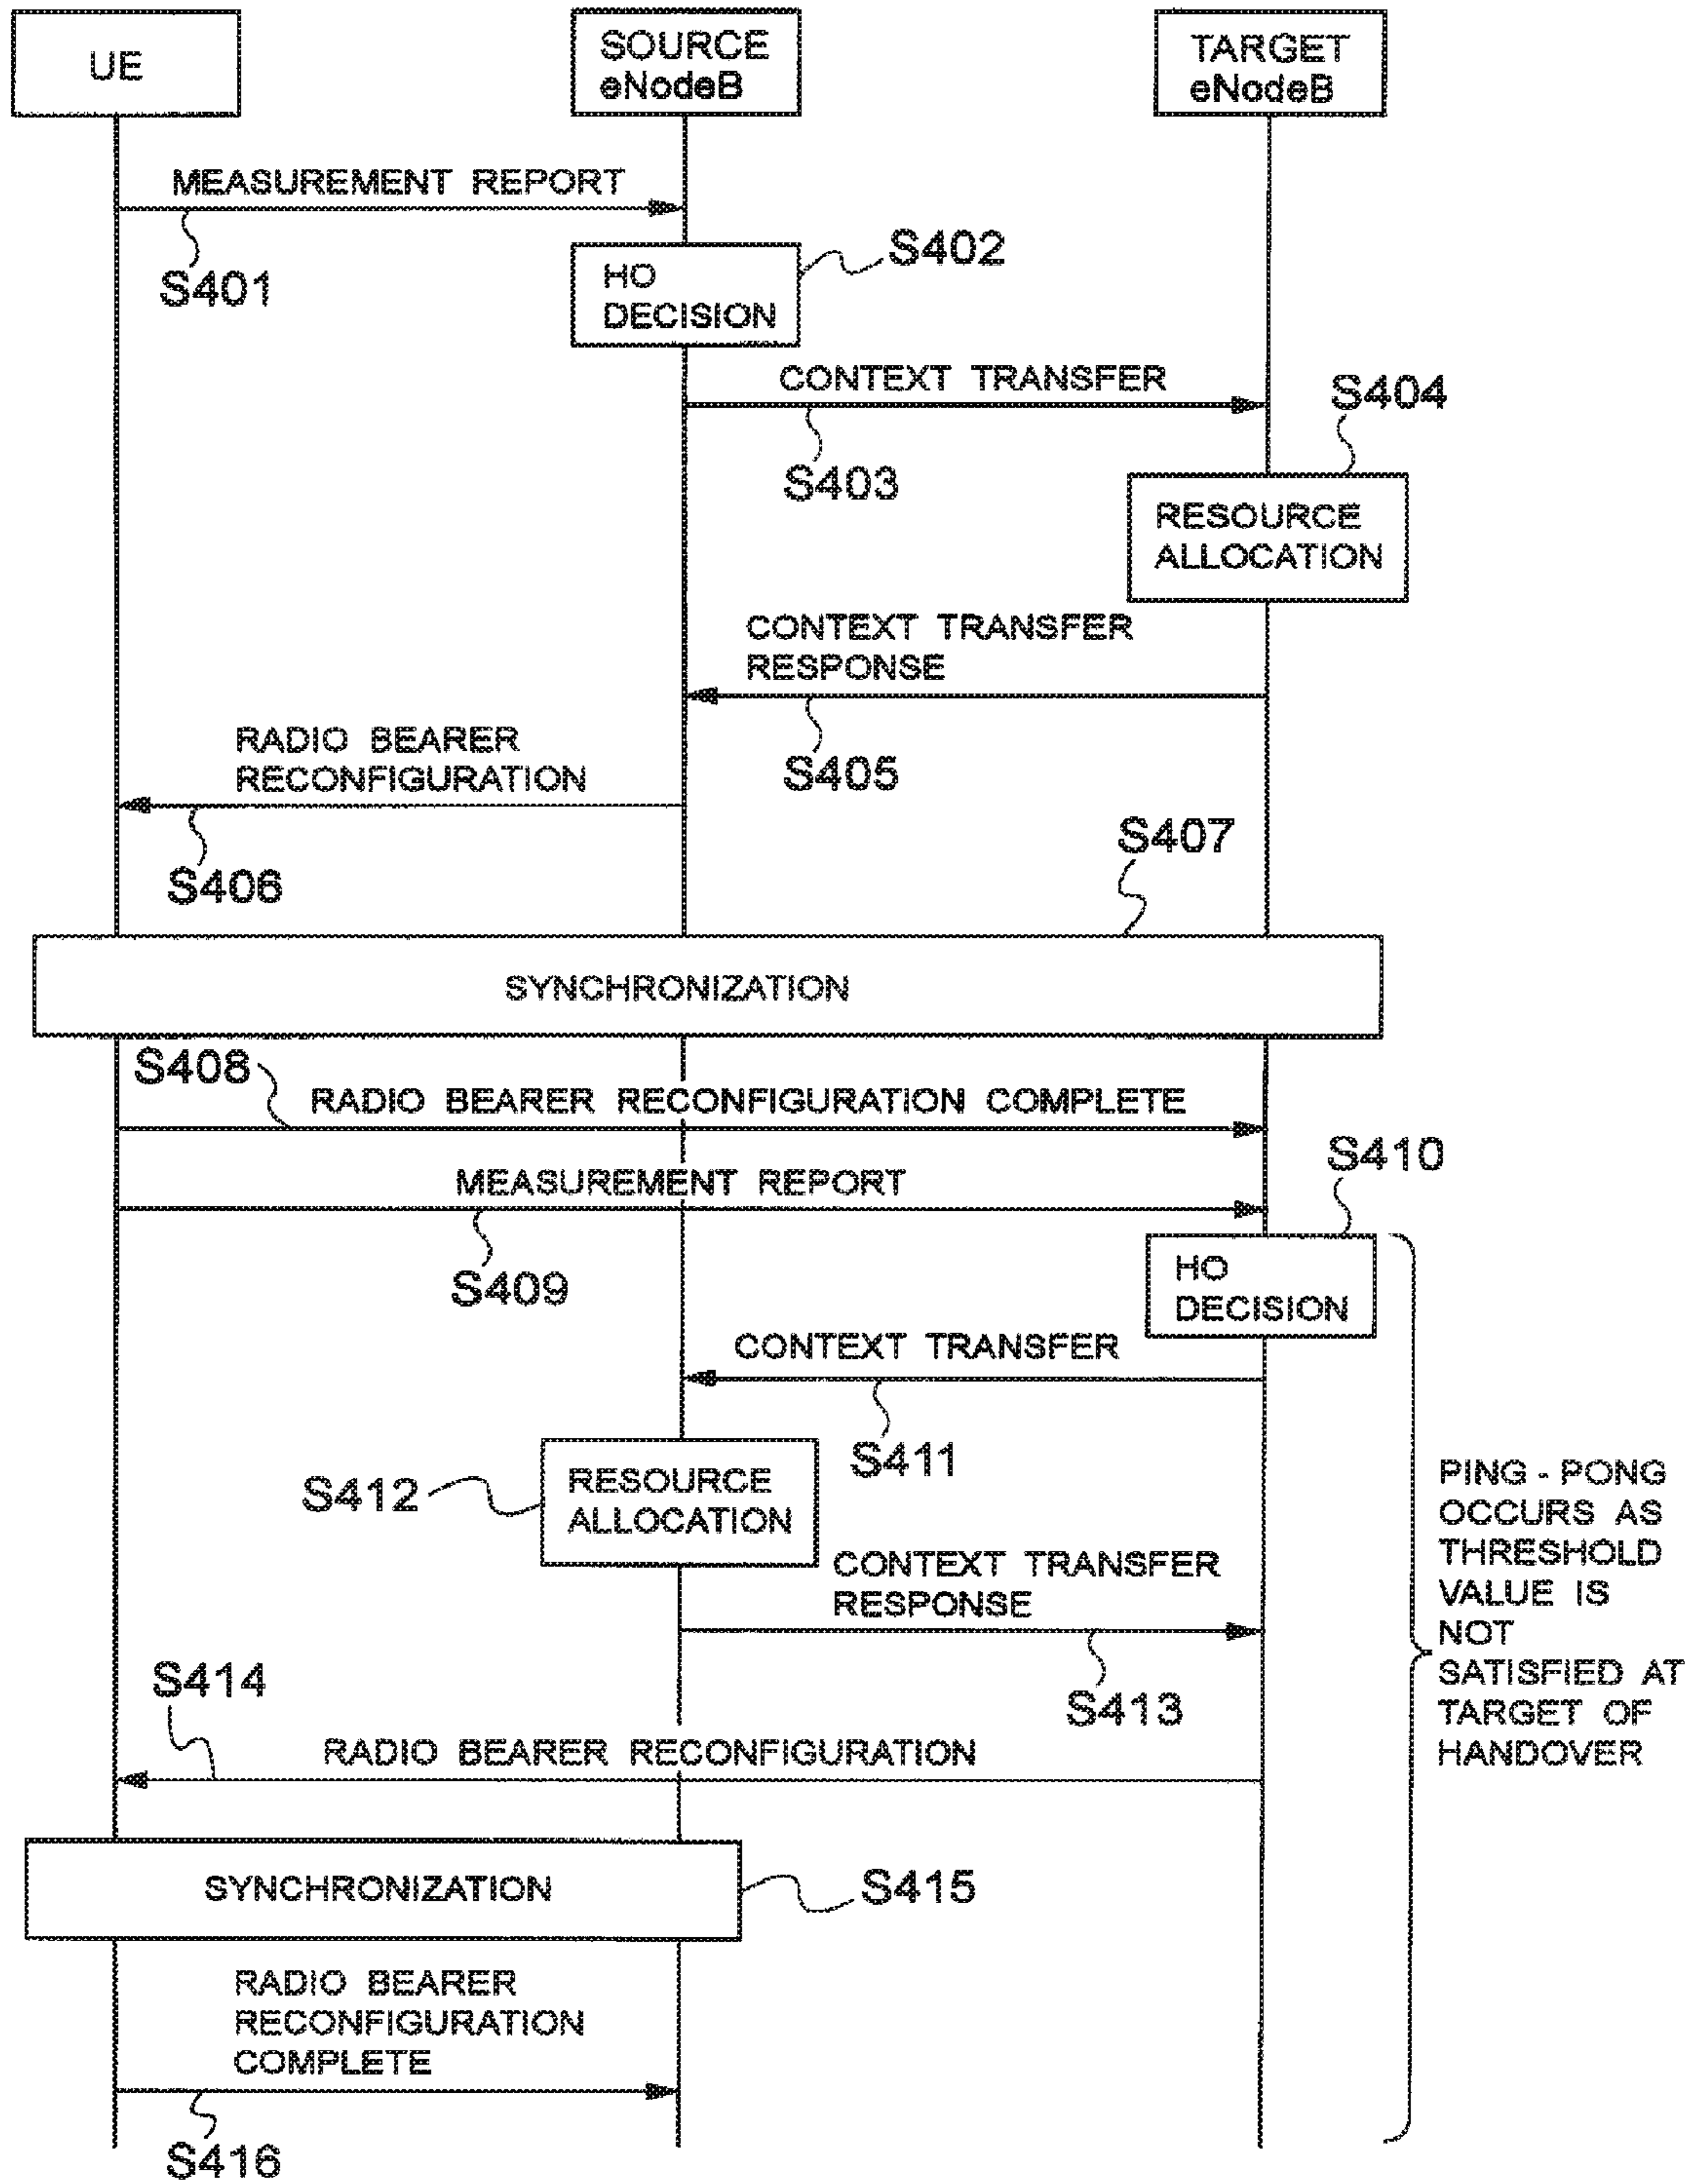 UE
SOURCE
eNodeB
TARGET
eNodeB
MEASUREMENT REPORT
S401
HO
DECISION
S402
CONTEXT TRANSFER
S403
S404
RESOURCE
ALLOCATION
CONTEXT TRANSFER
RESPONSE
S405
RADIO BEARER
RECONFIGURATION
S406
S407
SYNCHRONIZATION
S408
RADIO BEARER RECONFIGURATION COMPLETE
MEASUREMENT REPORT
S409
S410
HO
DECISION
CONTEXT TRANSFER
S411
S412
RESOURCE
ALLOCATION
CONTEXT TRANSFER
RESPONSE
S413
S414
RADIO BEARER RECONFIGURATION
SYNCHRONIZATION
S415
RADIO BEARER
RECONFIGURATION
COMPLETE
S416
PING - PONG
OCCURS AS
THRESHOLD
VALUE IS
NOT
SATISFIED AT
TARGET OF
HANDOVER